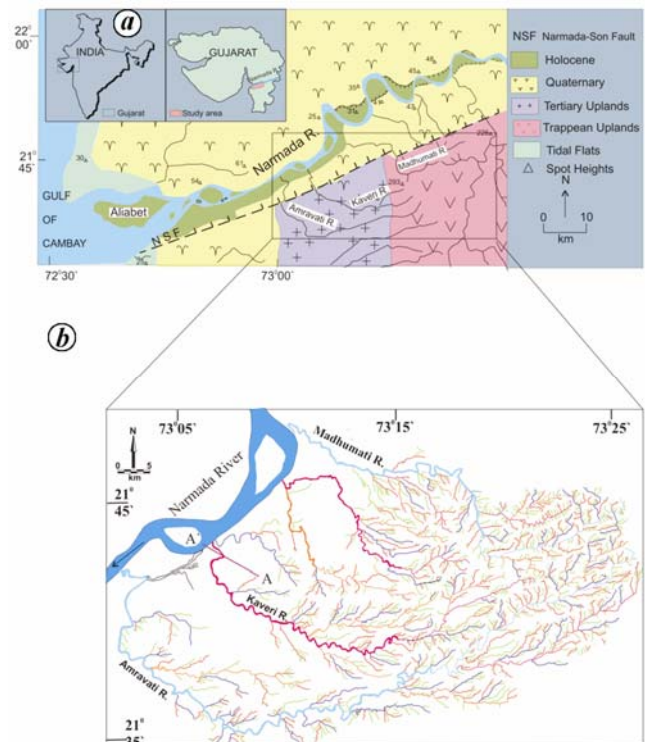 a
INDIA
Gujarat
GUJARAT
Narmada R.
Study area
22°
00'
21°
45'
72°30'
73°00'
GULF
OF
CAMBAY
Aliabet
NSF
Narmada R.
Madhumati R.
Kaveri R.
Amravati R.
NSF Narmada-Son Fault
Holocene
Quaternary
Tertiary Uplands
Trappean Uplands
Tidal Flats
Spot Heights
N
0 10
km
b
73°05'
73°15'
73°25'
N
0 5
km
21°
45'
Narmada River
Madhumati R.
A'
A
Kaveri R
Amravati R.
21°
35'